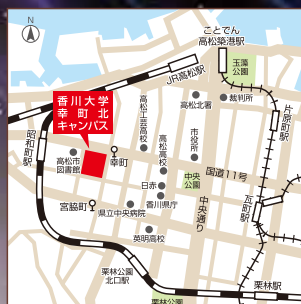 N
ことでん
高松築港駅
玉藻
公園
JR高松駅
香川大学
幸町北
キャンパス
昭和町駅
高松工芸高校
高松北署
裁判所
片原町駅
市役所
高松高校
高松市
図書館
幸町
国道11号
日赤
中央
公園
宮脇町
香川県庁
県立中央病院
中央通り
瓦町駅
英明高校
栗林公園
北口駅
栗林駅
栗林公園